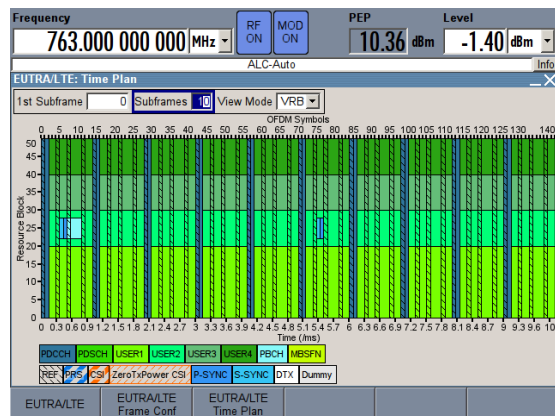 Frequency
763.000 000 000 MHz
RF ON
MOD ON
PEP
10.36 dBm
Level
-1.40 dBm
ALC-Auto
Info
EUTRA/LTE: Time Plan
1st Subframe 0 Subframes 10 View Mode VRB
OFDM Symbols
0 5 10 15 20 25 30 35 40 45 50 55 60 65 70 75 80 85 90 95 100 105 110 115 120 125 130 140
Resource Block
50
45
40
35
30
25
20
15
10
5
0
0 0.3 0.6 0.9 1.2 1.5 1.8 2.1 2.4 2.7 3 3.3 3.6 3.9 4.2 4.5 4.8 5.1 5.4 5.7 6 6.3 6.6 6.9 7.2 7.5 7.8 8.1 8.4 8.7 9 9.3 9.6 10
Time (/ms)
PDCCH PDSCH USER1 USER2 USER3 USER4 PBCH MBSFN
REF PRS CSI ZeroTxPower CSI P-SYNC S-SYNC DTX Dummy
EUTRA/LTE
EUTRA/LTE Frame Conf
EUTRA/LTE Time Plan